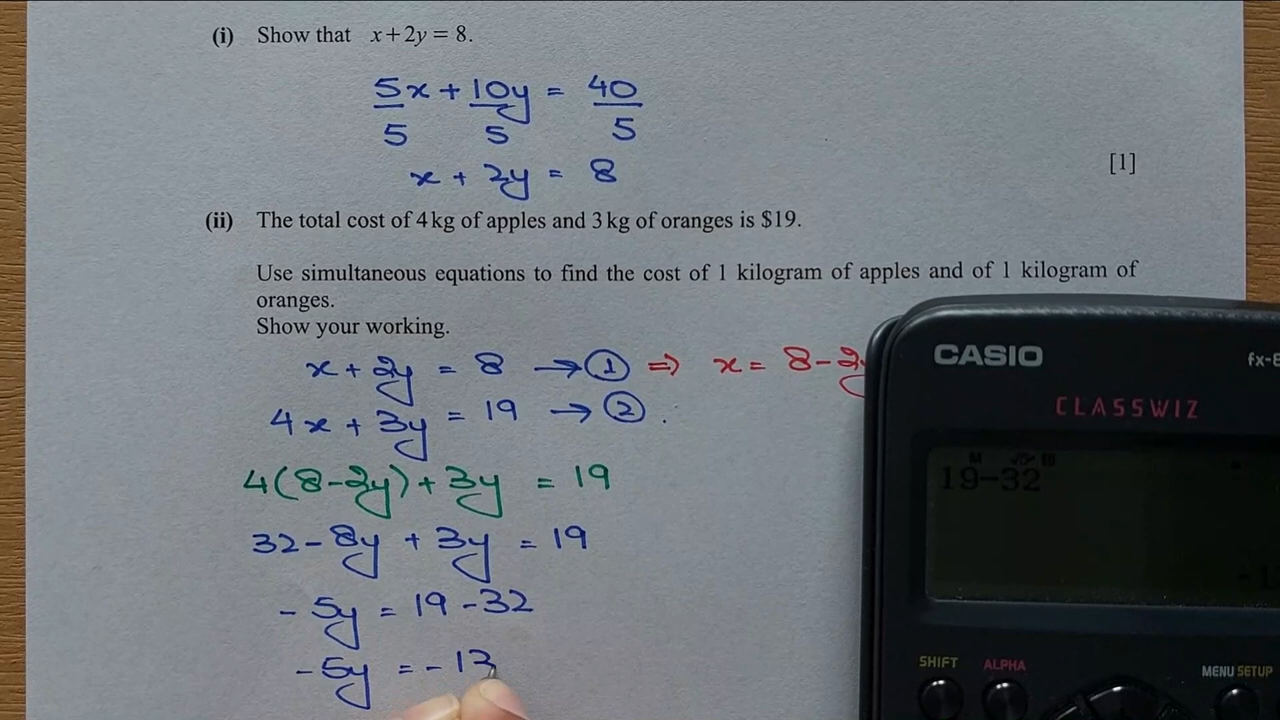 (i) Show that x + 2y = 8.
5x + 10y = 40
5 5 5
x + 2y = 8
[1]
(ii) The total cost of 4 kg of apples and 3 kg of oranges is $19.
Use simultaneous equations to find the cost of 1 kilogram of apples and of 1 kilogram of
oranges.
Show your working.
x + 2y = 8 → ① ⇒ x = 8 - 2y
4x + 3y = 19 → ② .
4(8 - 2y) + 3y = 19
32 - 8y + 3y = 19
- 5y = 19 - 32
- 5y = - 13
CASIO fx-8
CLASSWIZ
19-32
SHIFT ALPHA MENU SETUP